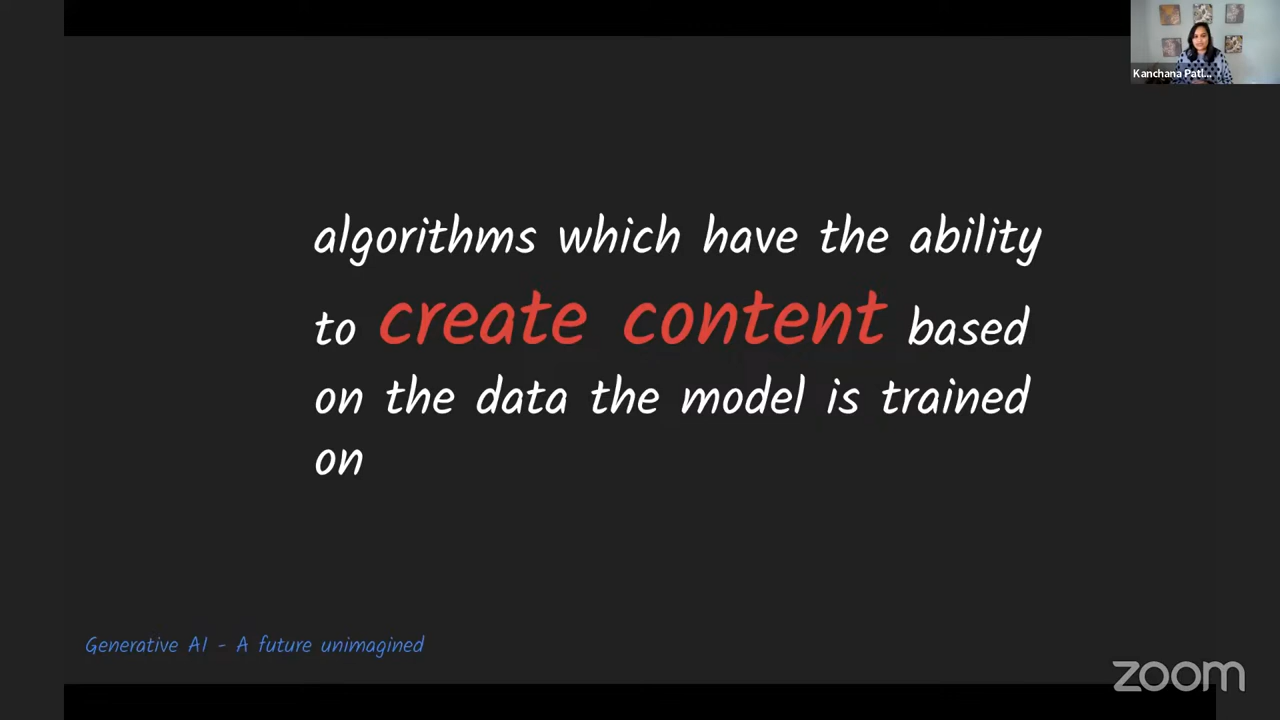 Kanchana Patl...
algorithms which have the ability
to create content based
on the data the model is trained
on
Generative AI - A future unimagined
zoom